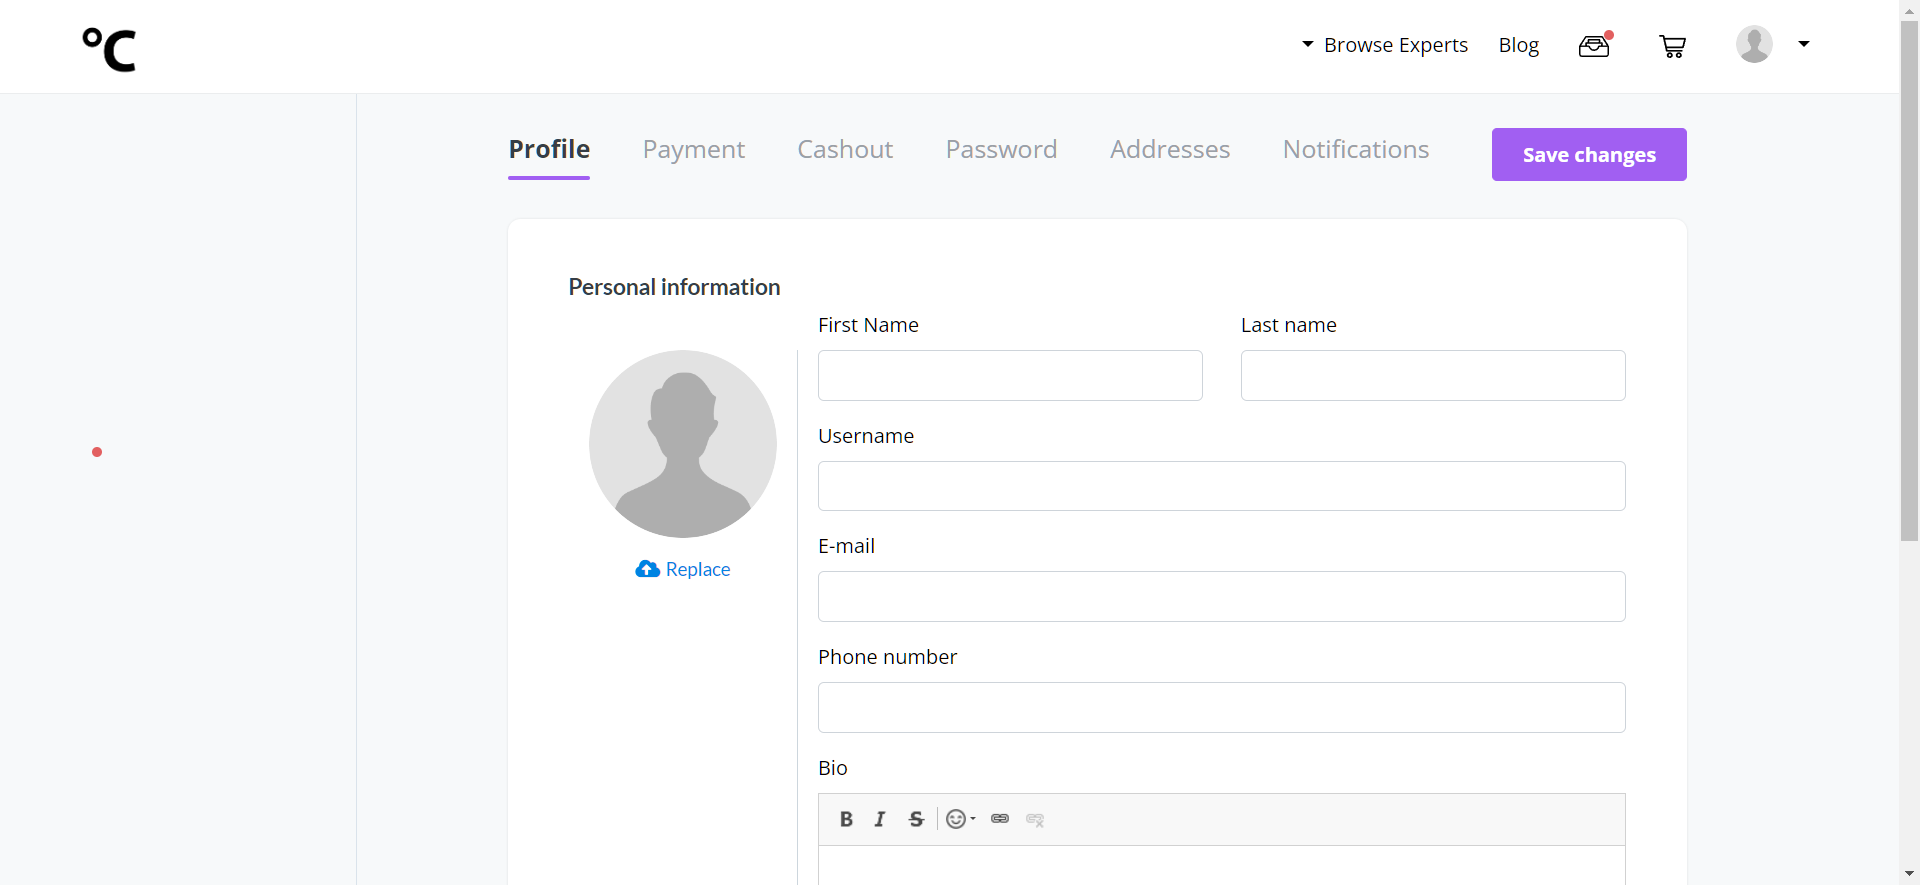 °C
Browse Experts Blog
Profile Payment Cashout Password Addresses Notifications Save changes
Personal information
First Name Last name
Username
E-mail
Replace
Phone number
Bio
B I S